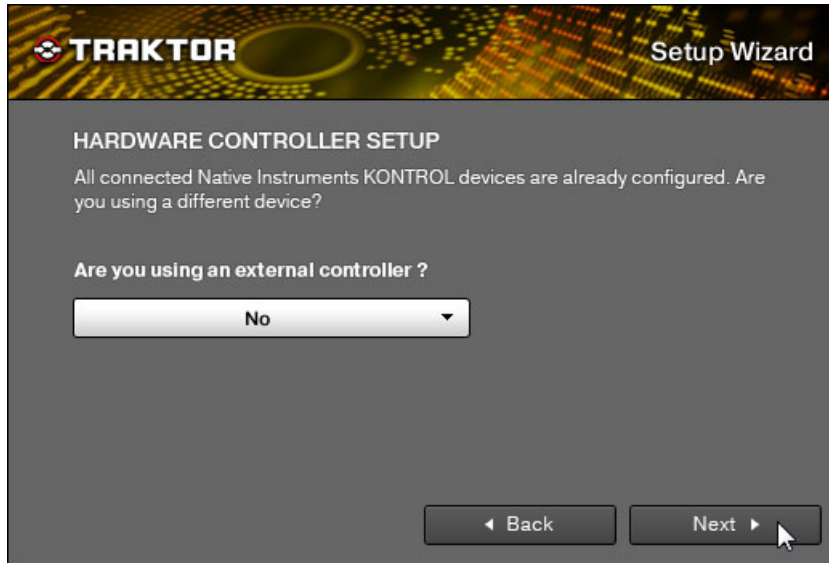 TRAKTOR
Setup Wizard
HARDWARE CONTROLLER SETUP
All connected Native Instruments KONTROL devices are already configured. Are
you using a different device?
Are you using an external controller ?
No
Back
Next